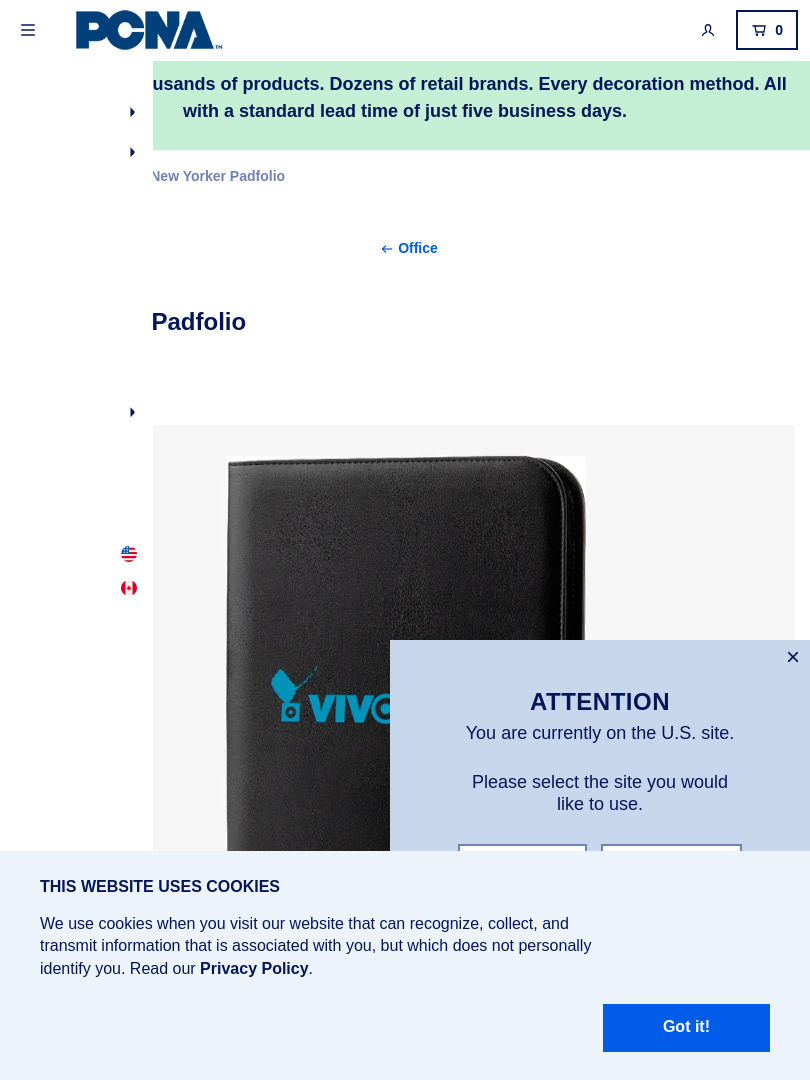 PCNA™
0
usands of products. Dozens of retail brands. Every decoration method. All
with a standard lead time of just five business days.
New Yorker Padfolio
← Office
Padfolio
VIVO
ATTENTION
You are currently on the U.S. site.
Please select the site you would
like to use.
THIS WEBSITE USES COOKIES
We use cookies when you visit our website that can recognize, collect, and
transmit information that is associated with you, but which does not personally
identify you. Read our Privacy Policy.
Got it!